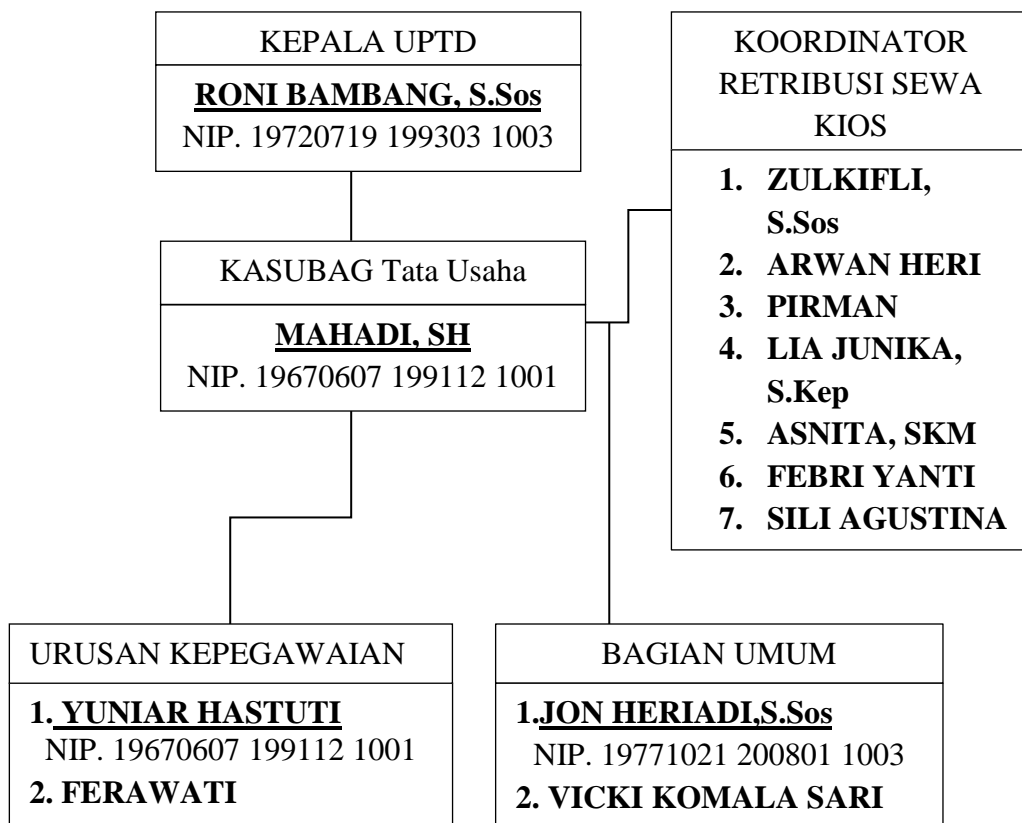 KEPALA UPTD
RONI BAMBANG, S.Sos
NIP. 19720719 199303 1003
KOORDINATOR
RETRIBUSI SEWA
KIOS
1. ZULKIFLI,
S.Sos
2. ARWAN HERI
3. PIRMAN
4. LIA JUNIKA,
S.Kep
5. ASNITA, SKM
6. FEBRI YANTI
7. SILI AGUSTINA
KASUBAG Tata Usaha
MAHADI, SH
NIP. 19670607 199112 1001
URUSAN KEPEGAWAIAN
1. YUNIAR HASTUTI
NIP. 19670607 199112 1001
2. FERAWATI
BAGIAN UMUM
1.JON HERIADI,S.Sos
NIP. 19771021 200801 1003
2. VICKI KOMALA SARI